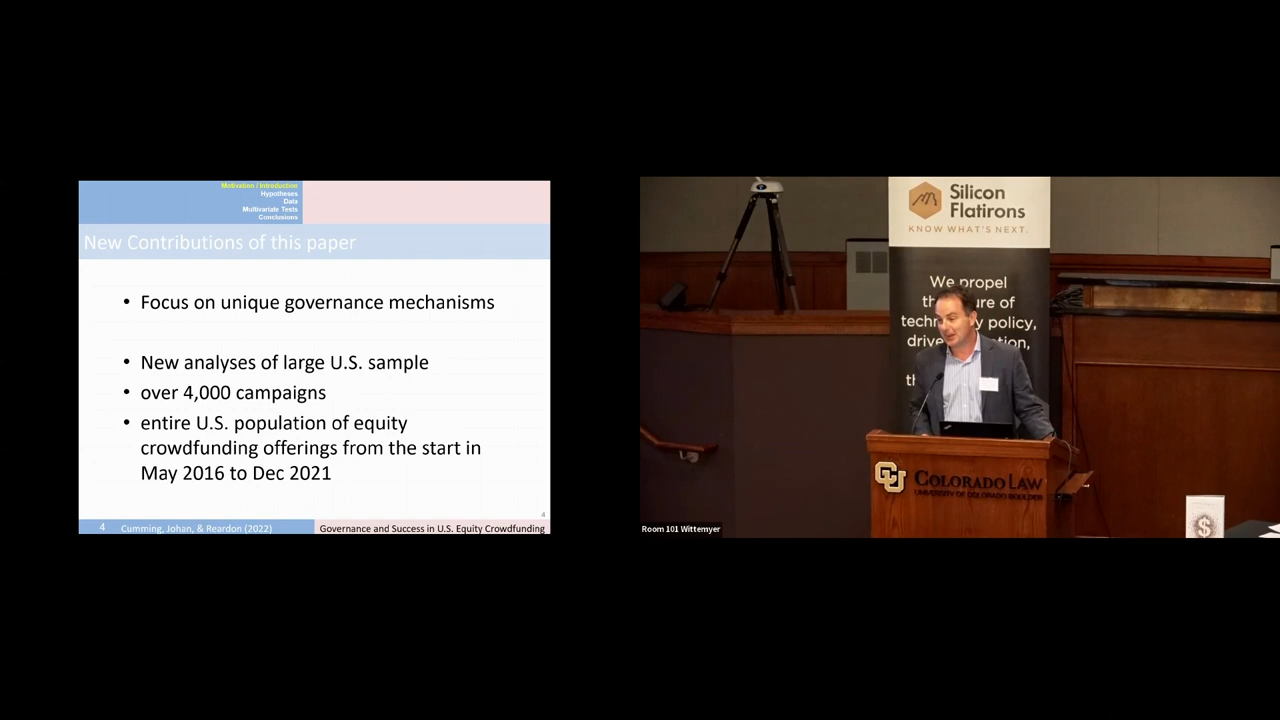 Motivation / Introduction
Hypotheses
Data
Multivariate Tests
Conclusions
New Contributions of this paper
• Focus on unique governance mechanisms
• New analyses of large U.S. sample
• over 4,000 campaigns
• entire U.S. population of equity
crowdfunding offerings from the start in
May 2016 to Dec 2021
4
4 Cumming, Johan, & Reardon (2022) Governance and Success in U.S. Equity Crowdfunding
Silicon
Flatirons
KNOW WHAT'S NEXT.
We propel
of
policy,
CU COLORADO LAW
UNIVERSITY OF COLORADO BOULDER
$
Room 101 Wittemyer